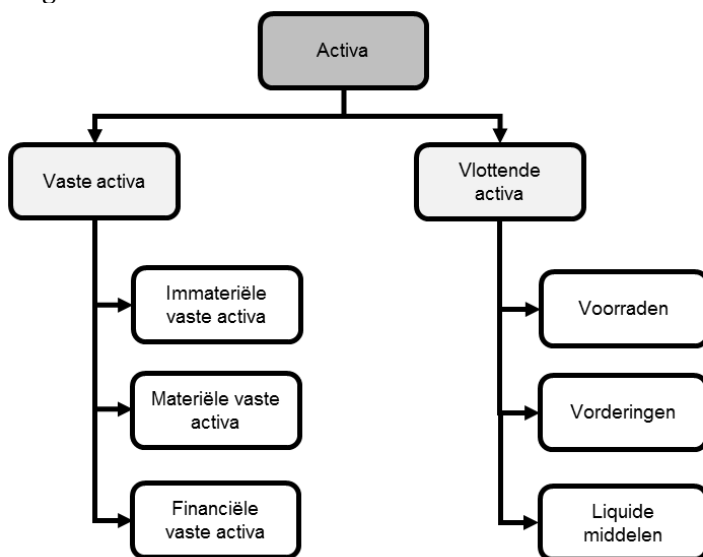 Activa
Vaste activa
Vlottende
activa
Immateriële
vaste activa
Voorraden
Materiële vaste
activa
Vorderingen
Financiële
vaste activa
Liquide
middelen